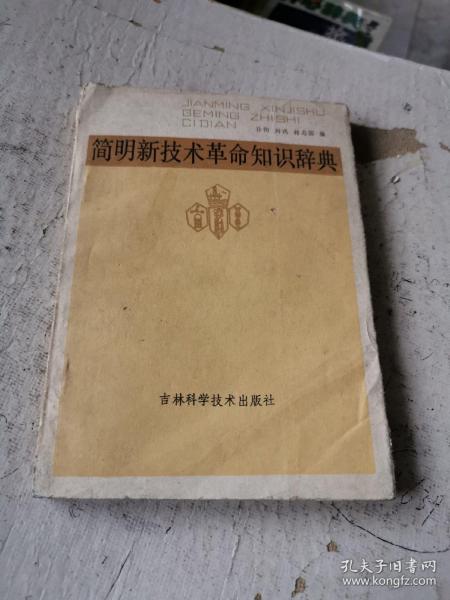 JIANMING XINJISHU
GEMING ZHISHI
CIDIAN
编
简明新技术革命知识辞典
吉林科学技术出版社
孔夫子旧书网
www.kongfz.com